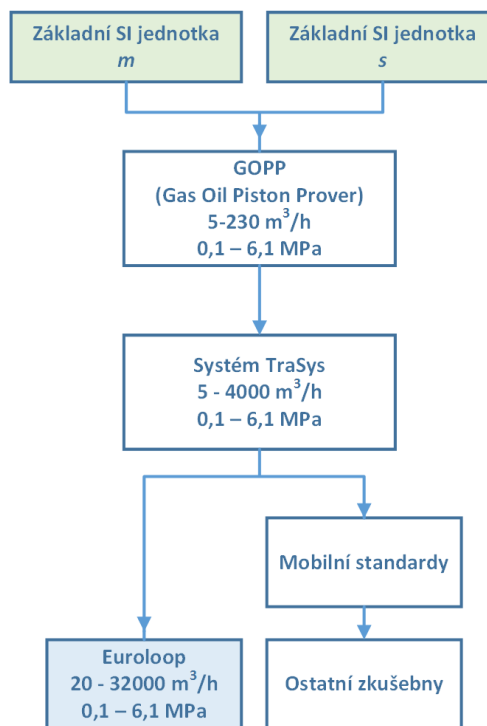 Základní SI jednotka
m
Základní SI jednotka
s
GOPP
(Gas Oil Piston Prover)
5-230 m³/h
0,1 – 6,1 MPa
Systém TraSys
5 - 4000 m³/h
0,1 – 6,1 MPa
Mobilní standardy
Euroloop
20 - 32000 m³/h
0,1 – 6,1 MPa
Ostatní zkušebny